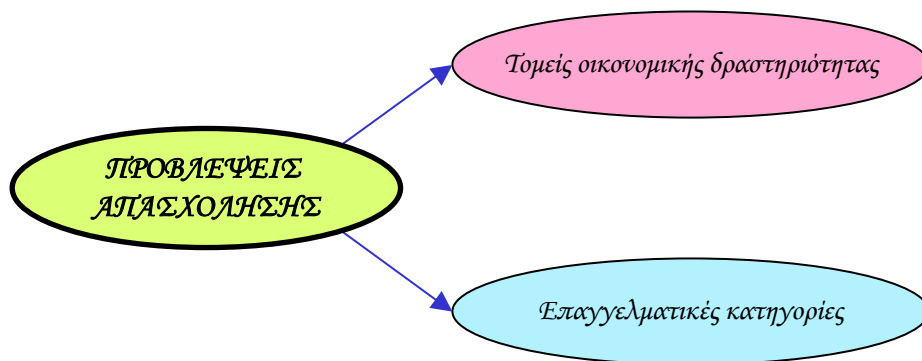 Τομείς οικονομικής δραστηριότητας
ΠΡΟΒΛΕΨΕΙΣ
ΑΠΑΣΧΟΛΗΣΗΣ
Επαγγελματικές κατηγορίες